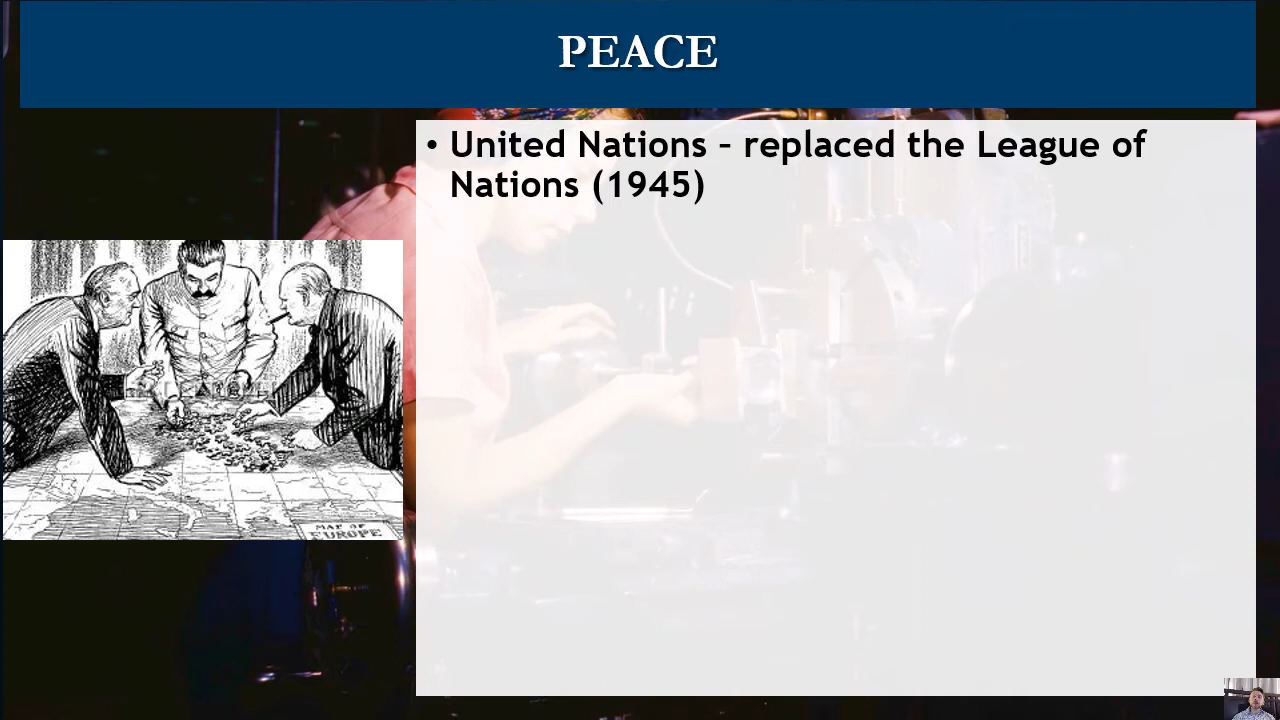 PEACE
• United Nations – replaced the League of
Nations (1945)
MAP OF
EUROPE